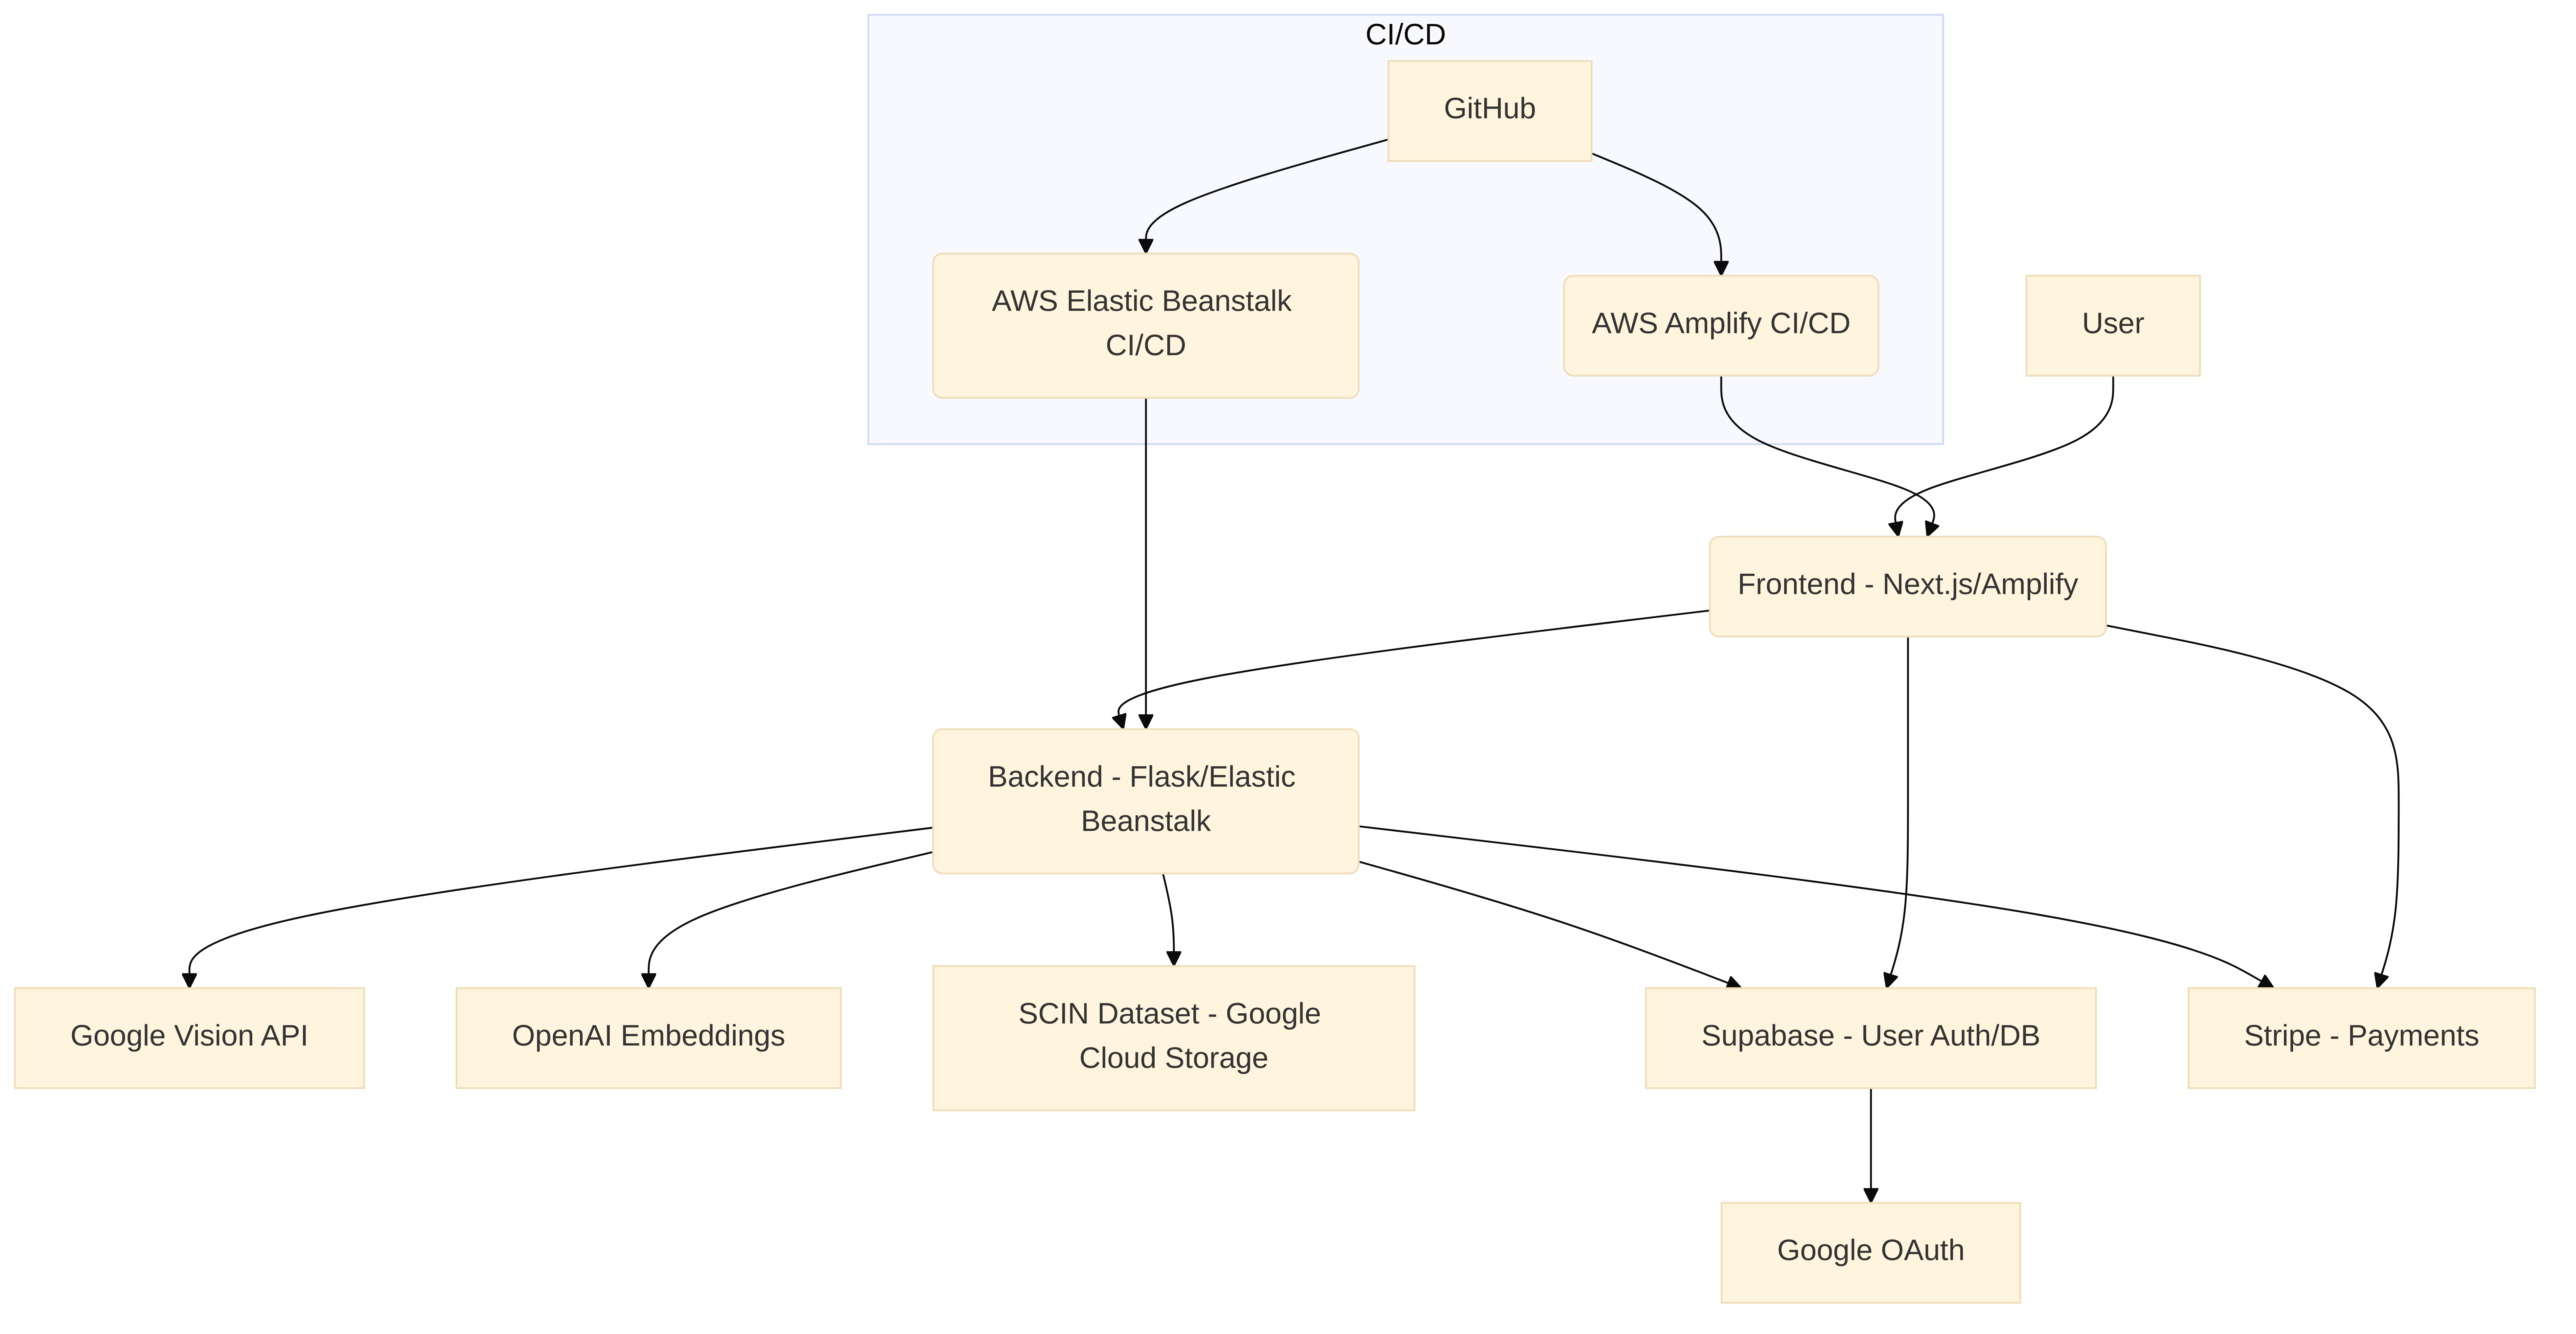 CI/CD
GitHub
AWS Elastic Beanstalk
CI/CD
AWS Amplify CI/CD
User
Frontend - Next.js/Amplify
Backend - Flask/Elastic
Beanstalk
Google Vision API
OpenAI Embeddings
SCIN Dataset - Google
Cloud Storage
Supabase - User Auth/DB
Stripe - Payments
Google OAuth